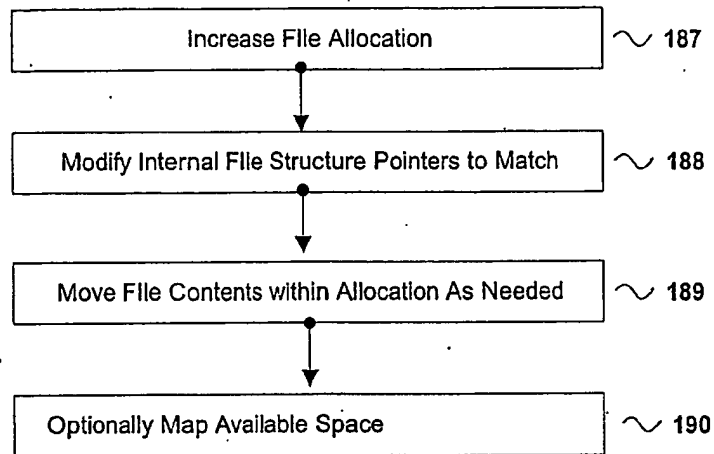 Increase File Allocation 187
Modify Internal File Structure Pointers to Match 188
Move File Contents within Allocation As Needed 189
Optionally Map Available Space 190